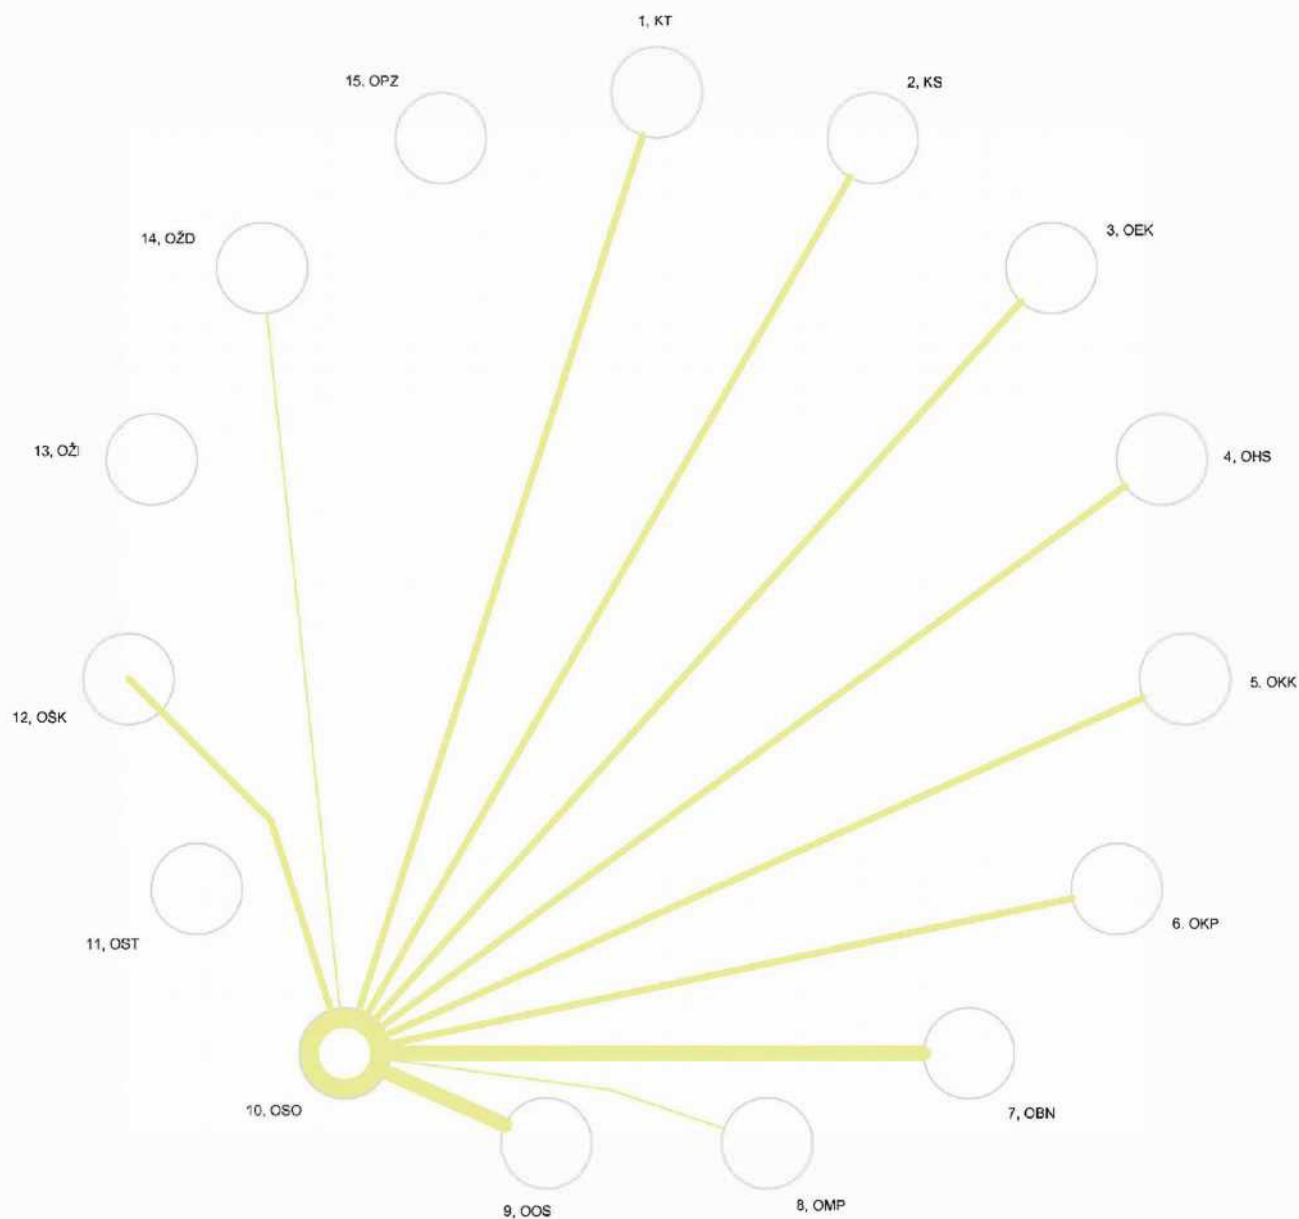 1, KT
2, KS
3, OEK
4, OHS
5. OKK
6. OKP
7, OBN
8, OMP
9, OOS
10, OSO
11, OST
12, OŠK
13, OŽI
14, OŽD
15. OPZ